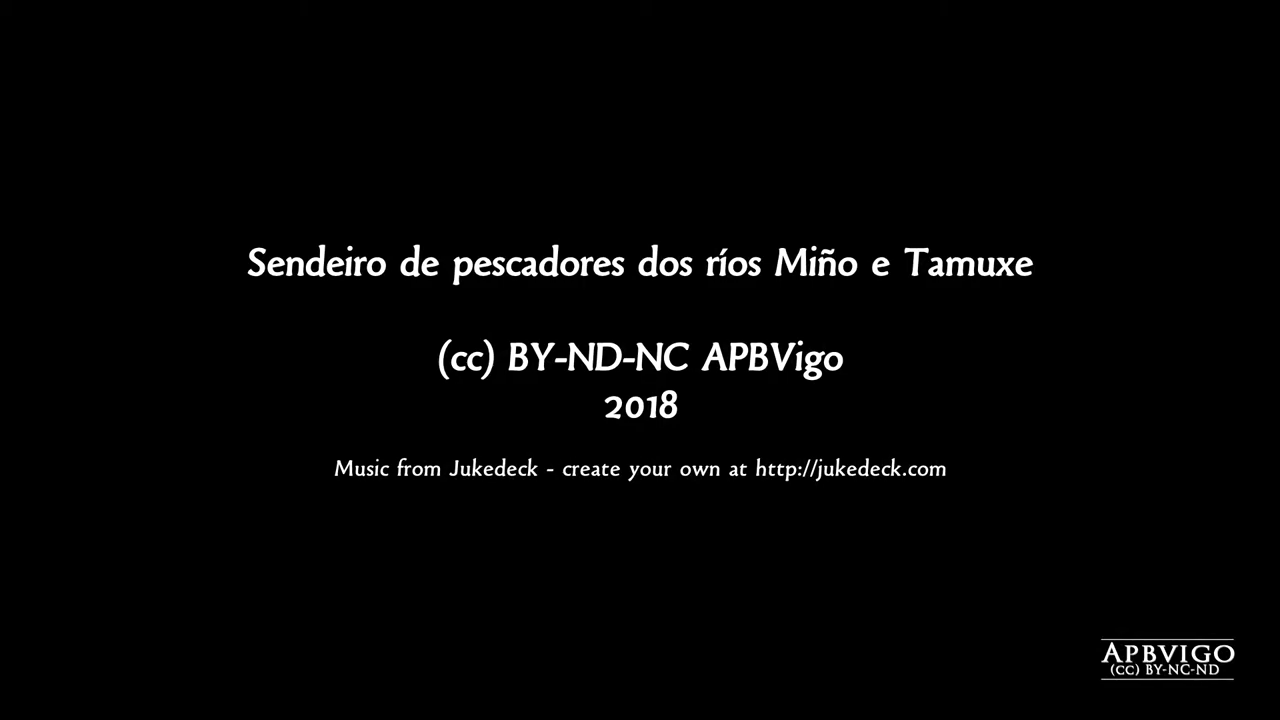 Sendeiro de pescadores dos ríos Miño e Tamuxe
(cc) BY-ND-NC APBVigo
2018
Music from Jukedeck - create your own at http://jukedeck.com
APBVIGO
(CC) BY-NC-ND